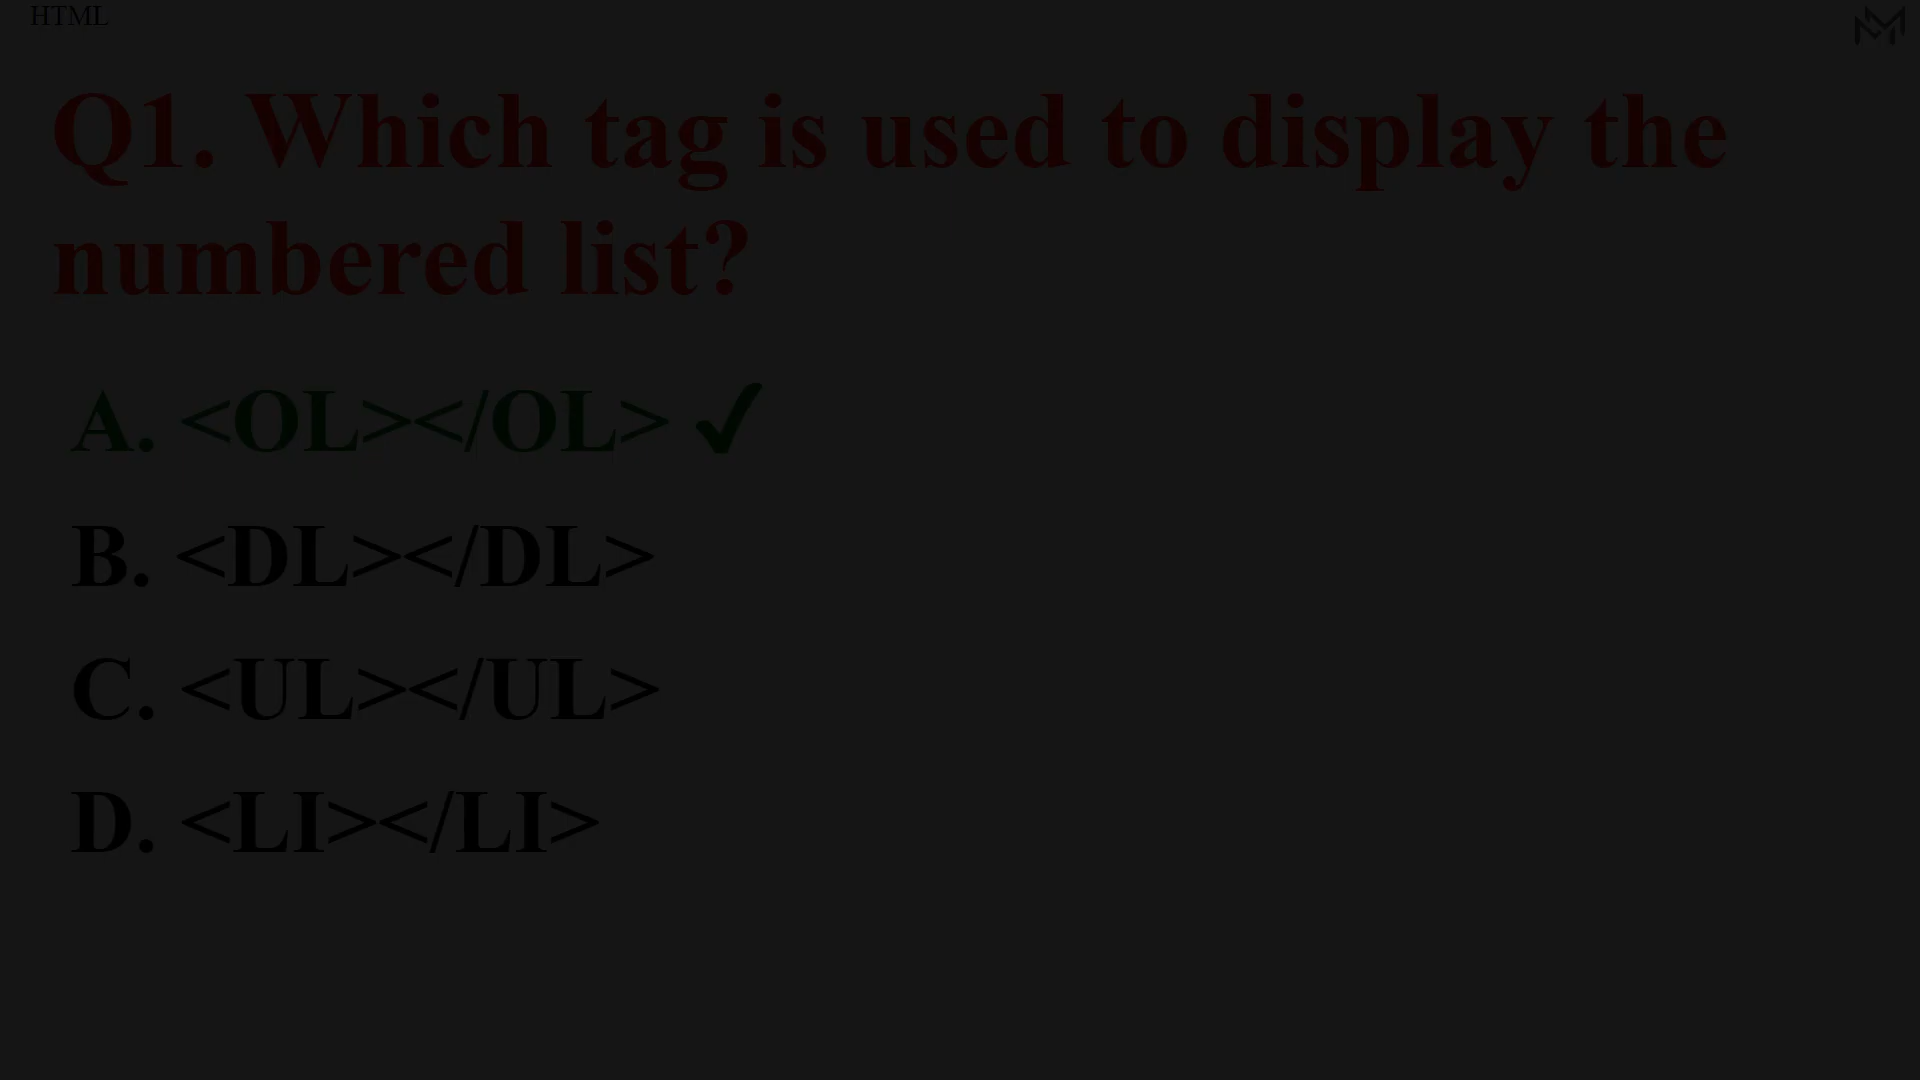 HTML
Q1. Which tag is used to display the
numbered list?
A. <OL></OL> ✓
B. <DL></DL>
C. <UL></UL>
D. <LI></LI>